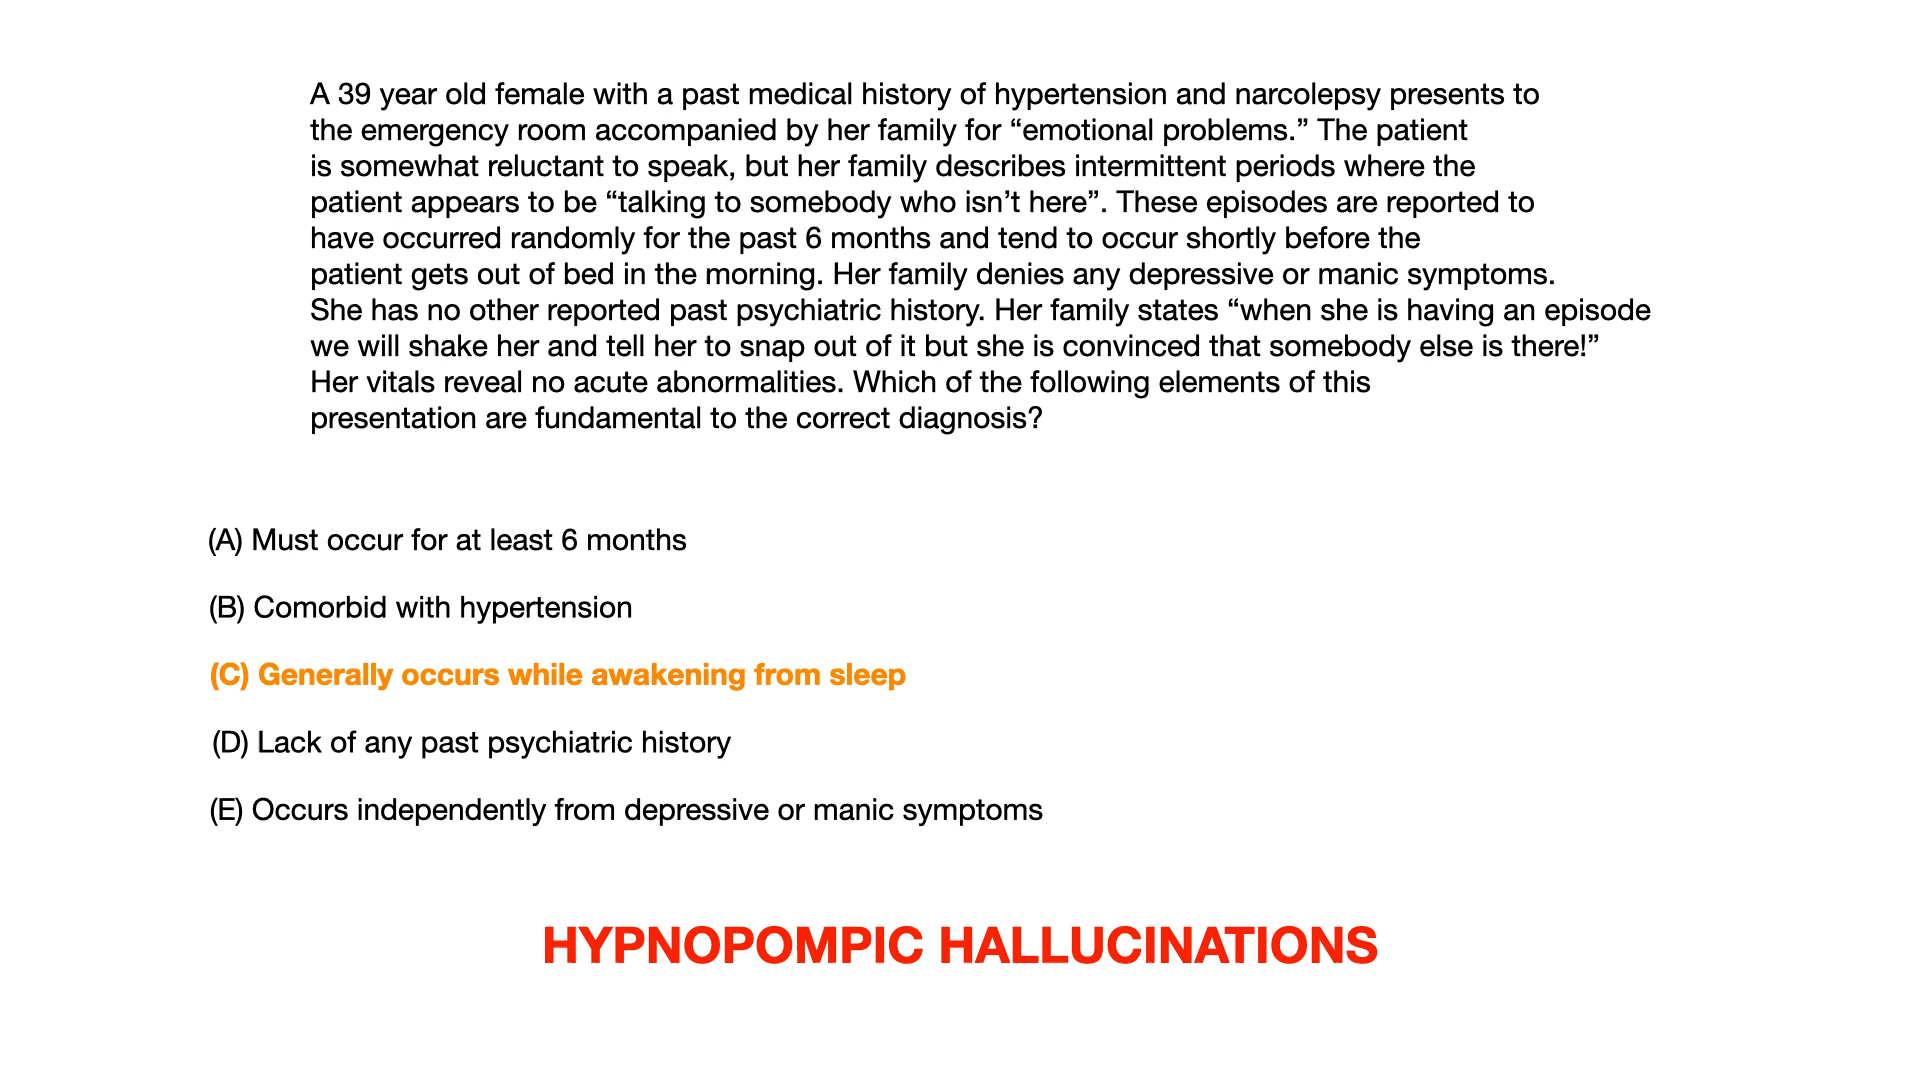 A 39 year old female with a past medical history of hypertension and narcolepsy presents to
the emergency room accompanied by her family for “emotional problems.” The patient
is somewhat reluctant to speak, but her family describes intermittent periods where the
patient appears to be “talking to somebody who isn’t here”. These episodes are reported to
have occurred randomly for the past 6 months and tend to occur shortly before the
patient gets out of bed in the morning. Her family denies any depressive or manic symptoms.
She has no other reported past psychiatric history. Her family states “when she is having an episode
we will shake her and tell her to snap out of it but she is convinced that somebody else is there!”
Her vitals reveal no acute abnormalities. Which of the following elements of this
presentation are fundamental to the correct diagnosis?
(A) Must occur for at least 6 months
(B) Comorbid with hypertension
(C) Generally occurs while awakening from sleep
(D) Lack of any past psychiatric history
(E) Occurs independently from depressive or manic symptoms
HYPNOPOMPIC HALLUCINATIONS